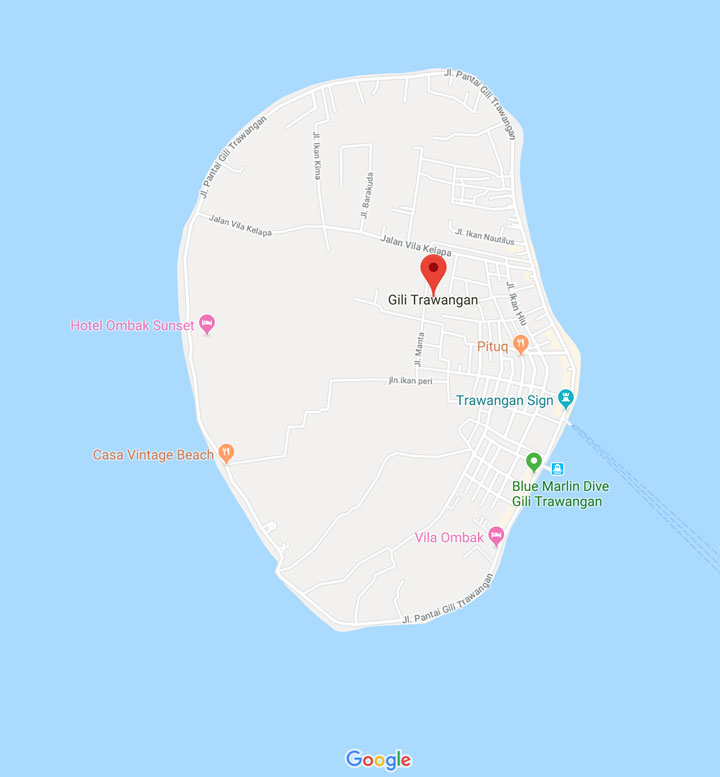 Jl. Pantai Gili Trawangan
Jl. Pantai Gili Trawangan
Jl. Ikan Kima
Jl. Barakuda
Jalan Vila Kelapa
Jl. Ikan Nautilus
Jalan Vila Kelapa
Gili Trawangan
Jl. Ikan Hiu
Hotel Ombak Sunset
Pituq
Jl. Manta
jln.ikan peri
Trawangan Sign
Casa Vintage Beach
Blue Marlin Dive
Gili Trawangan
Vila Ombak
Jl. Pantai Gili Trawangan
Google